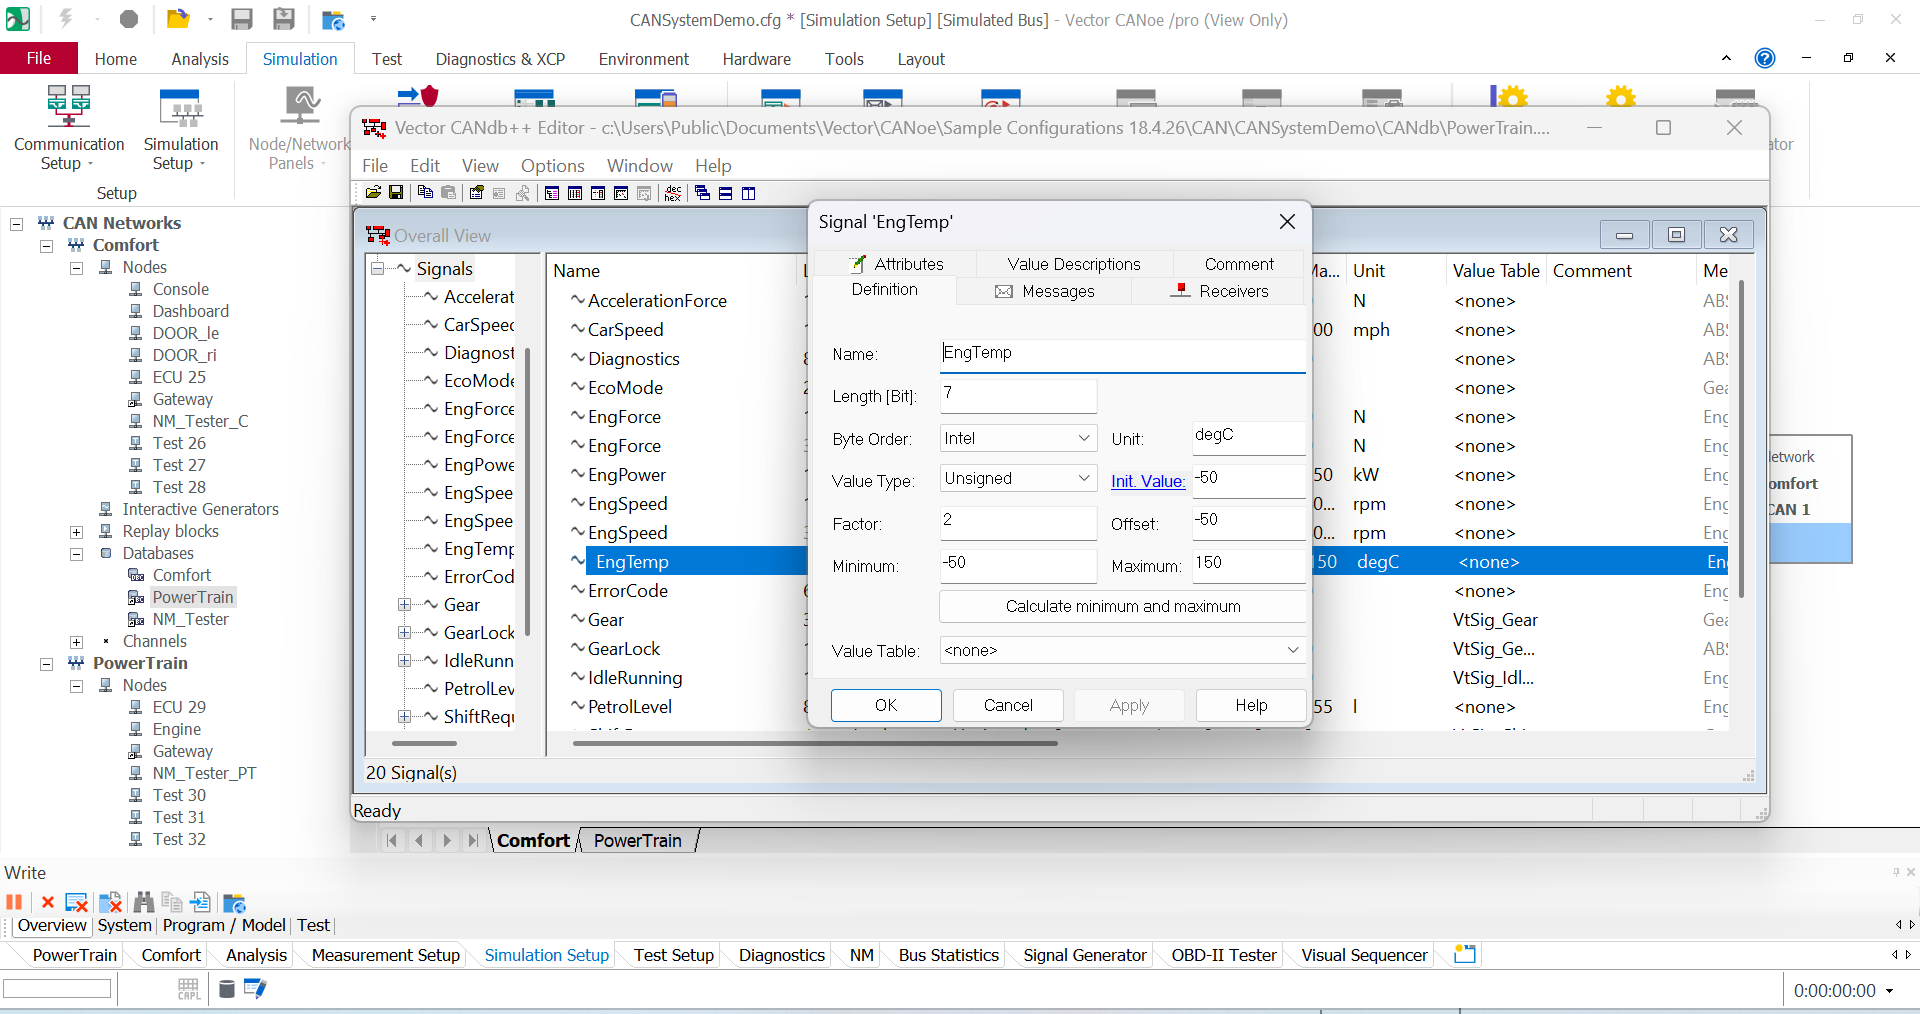 CANSystemDemo.cfg * [Simulation Setup] [Simulated Bus] - Vector CANoe /pro (View Only)
File Home Analysis Simulation Test Diagnostics & XCP Environment Hardware Tools Layout
Communication Setup
Simulation Setup
Node/Network Panels
Setup
Vector CANdb++ Editor - c:\Users\Public\Documents\Vector\CANoe\Sample Configurations 18.4.26\CAN\CANSystemDemo\CANdb\PowerTrain....
File Edit View Options Window Help
dec
hex
Overall View
CAN Networks
Comfort
Nodes
Console
Dashboard
DOOR_le
DOOR_ri
ECU 25
Gateway
NM_Tester_C
Test 26
Test 27
Test 28
Interactive Generators
Replay blocks
Databases
Comfort
PowerTrain
NM_Tester
Channels
PowerTrain
Nodes
ECU 29
Engine
Gateway
NM_Tester_PT
Test 30
Test 31
Test 32
Signals
Accelerat
CarSpeed
Diagnost
EcoMode
EngForce
EngForce
EngPowe
EngSpee
EngSpee
EngTemp
ErrorCod
Gear
GearLock
IdleRunn
PetrolLev
ShiftRequ
Name Ma... Unit Value Table Comment Me
AccelerationForce N <none> ABS
CarSpeed 00 mph <none> ABS
Diagnostics <none> ABS
EcoMode <none> Gea
EngForce N <none> Eng
EngForce N <none> Eng
EngPower 50 kW <none> Eng
EngSpeed 0... rpm <none> Eng
EngSpeed 0... rpm <none> Eng
EngTemp 150 degC <none> Eng
ErrorCode <none> Eng
Gear VtSig_Gear Gea
GearLock VtSig_Ge... ABS
IdleRunning VtSig_Idl... Eng
PetrolLevel 55 l <none> Eng
20 Signal(s)
Ready
Signal 'EngTemp'
Attributes Value Descriptions Comment
Definition Messages Receivers
Name: EngTemp
Length [Bit]: 7
Byte Order: Intel Unit: degC
Value Type: Unsigned Init. Value: -50
Factor: 2 Offset: -50
Minimum: -50 Maximum: 150
Calculate minimum and maximum
Value Table: <none>
OK Cancel Apply Help
etwork
omfort
CAN 1
Comfort PowerTrain
Write
Overview System Program / Model Test
PowerTrain Comfort Analysis Measurement Setup Simulation Setup Test Setup Diagnostics NM Bus Statistics Signal Generator OBD-II Tester Visual Sequencer
CAPL
0:00:00:00